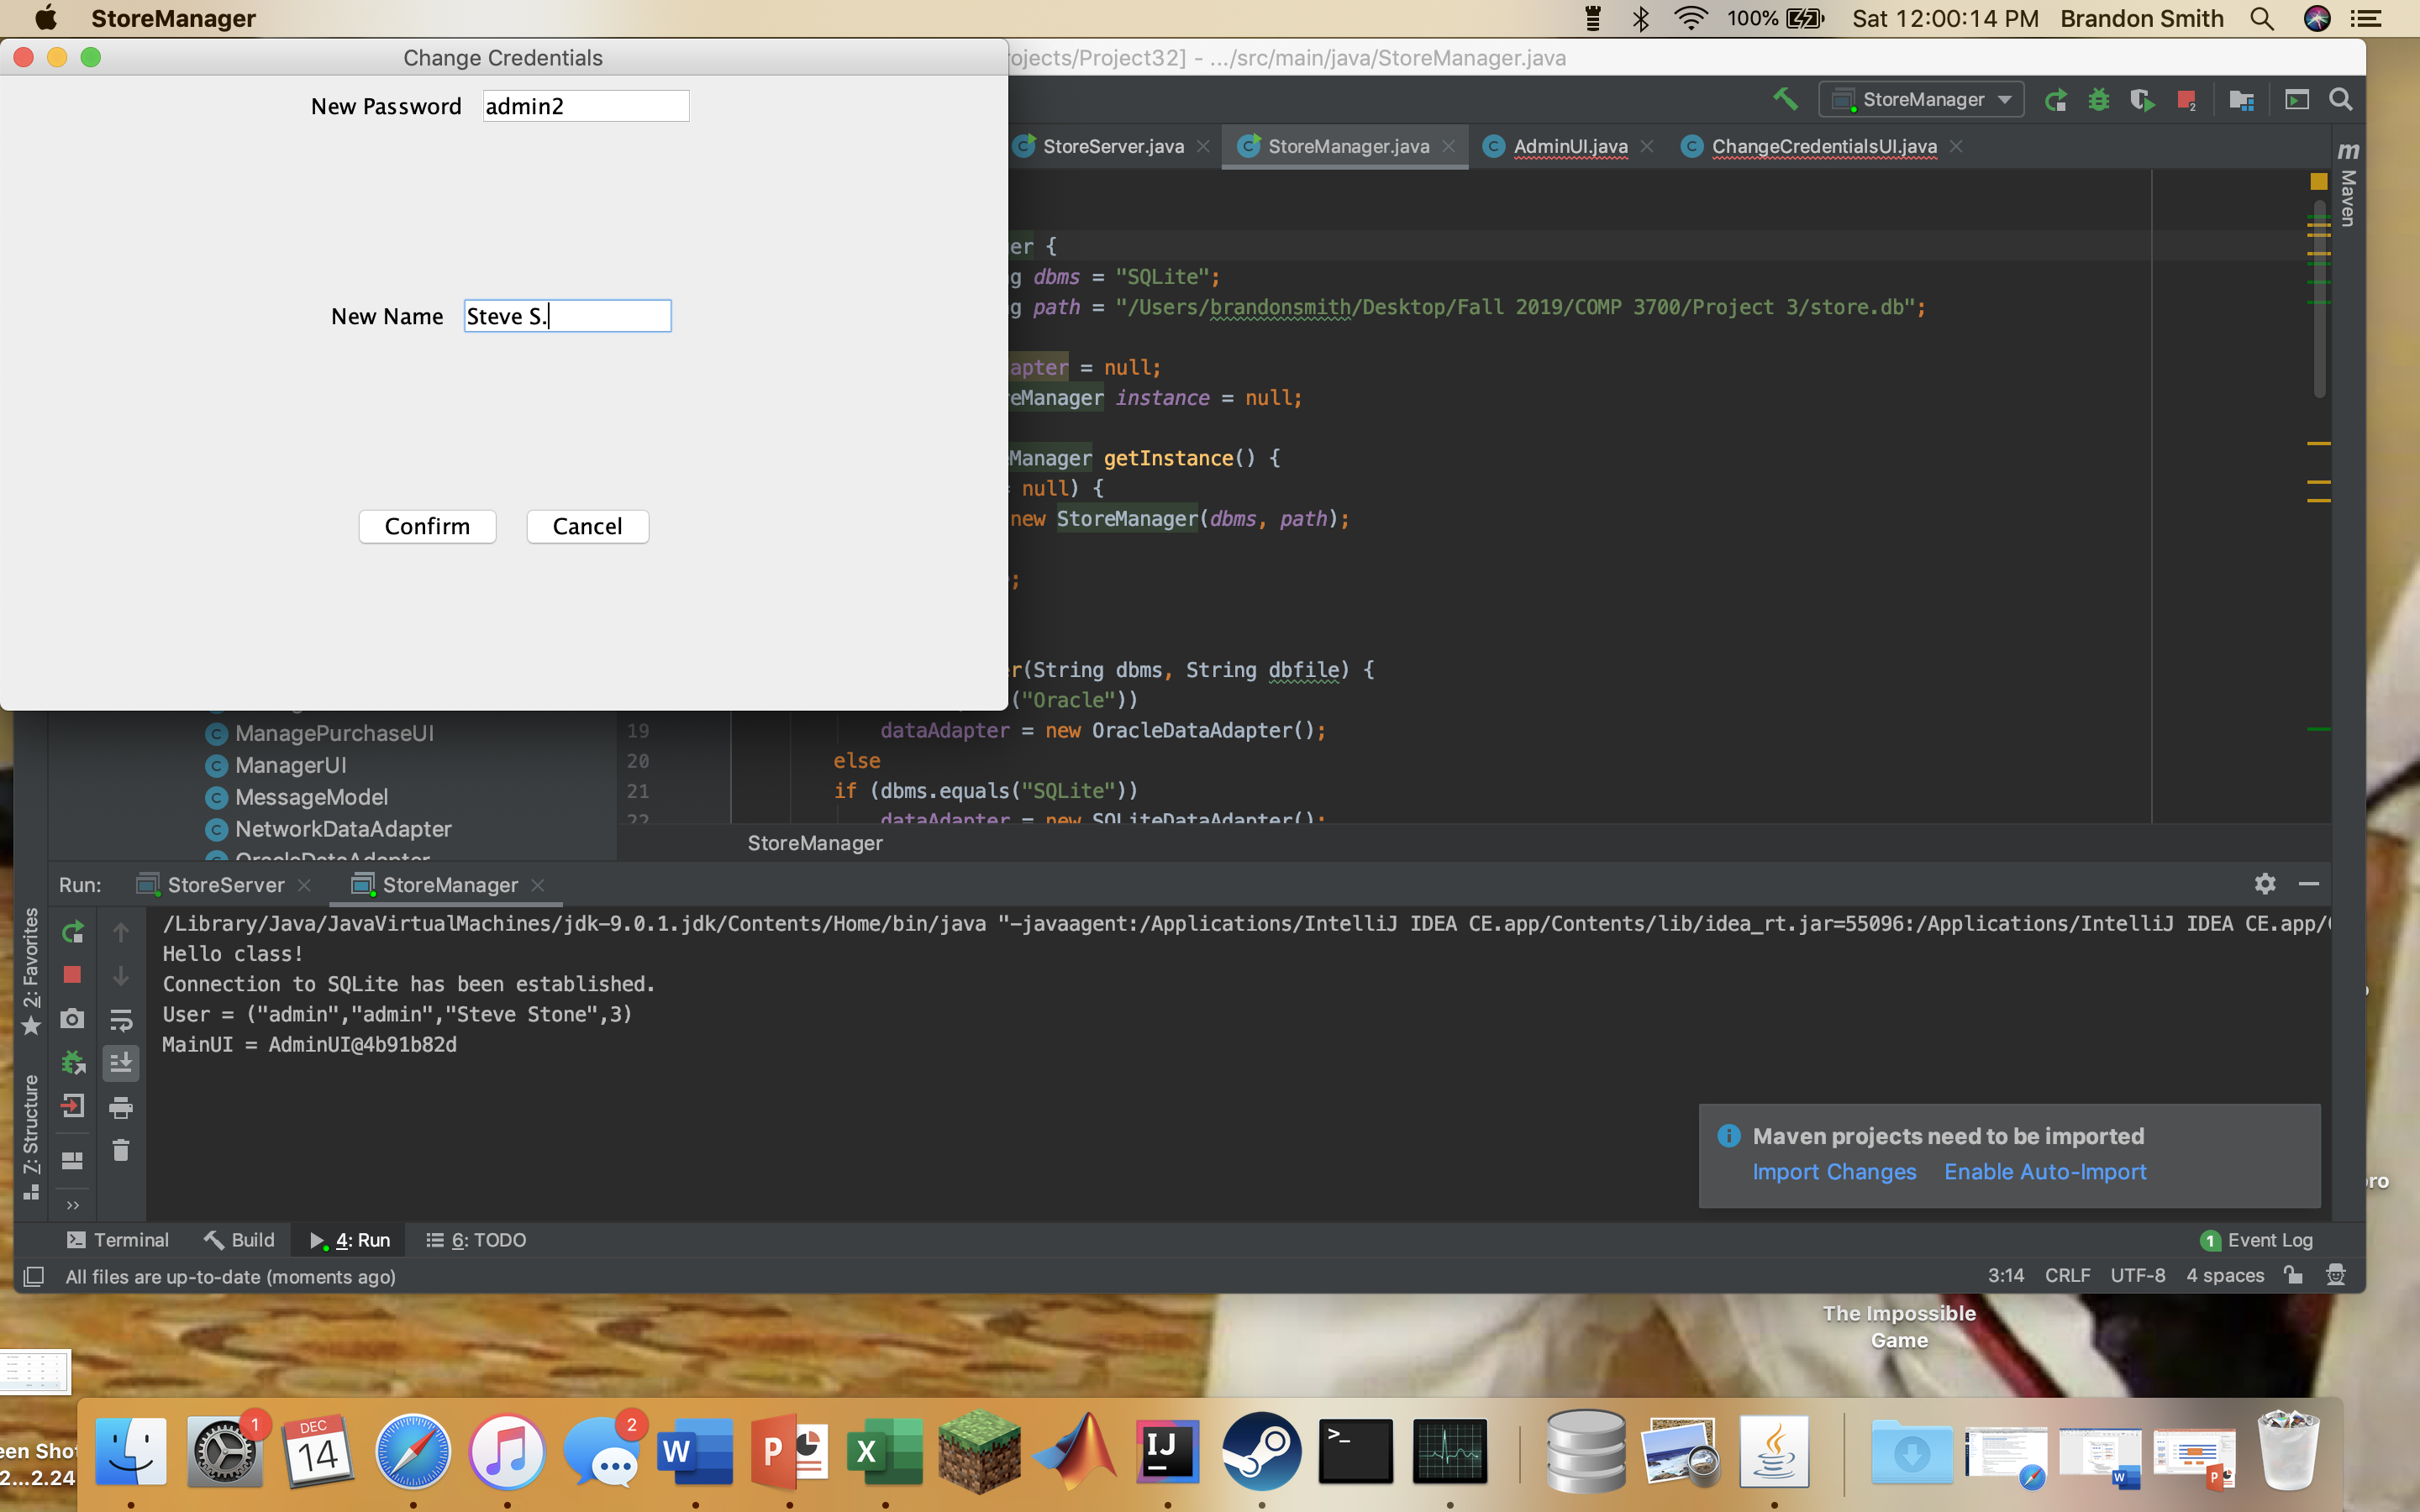 StoreManager
100%
Sat 12:00:14 PM Brandon Smith
Change Credentials
ojects/Project32] - .../src/main/java/StoreManager.java
New Password admin2
New Name Steve S.
Confirm Cancel
StoreManager
StoreServer.java StoreManager.java AdminUI.java ChangeCredentialsUI.java
m Maven
er {
g dbms = "SQLite";
g path = "/Users/brandonsmith/Desktop/Fall 2019/COMP 3700/Project 3/store.db";
apter = null;
eManager instance = null;
Manager getInstance() {
= null) {
new StoreManager(dbms, path);
;
r(String dbms, String dbfile) {
("Oracle"))
19 dataAdapter = new OracleDataAdapter();
20 else
21 if (dbms.equals("SQLite"))
22 dataAdapter = new SQLiteDataAdapter();
StoreManager
ManagePurchaseUI
ManagerUI
MessageModel
NetworkDataAdapter
OracleDataAdapter
Run: StoreServer StoreManager
2: Favorites
7: Structure
/Library/Java/JavaVirtualMachines/jdk-9.0.1.jdk/Contents/Home/bin/java "-javaagent:/Applications/IntelliJ IDEA CE.app/Contents/lib/idea_rt.jar=55096:/Applications/IntelliJ IDEA CE.app/
Hello class!
Connection to SQLite has been established.
User = ("admin","admin","Steve Stone",3)
MainUI = AdminUI@4b91b82d
Maven projects need to be imported
Import Changes Enable Auto-Import
Terminal Build 4: Run 6: TODO
1 Event Log
All files are up-to-date (moments ago)
3:14 CRLF UTF-8 4 spaces
ro
The Impossible
Game
een Shot
2...2.24
1
DEC
14
2
W
P
X
IJ
>_
W
P